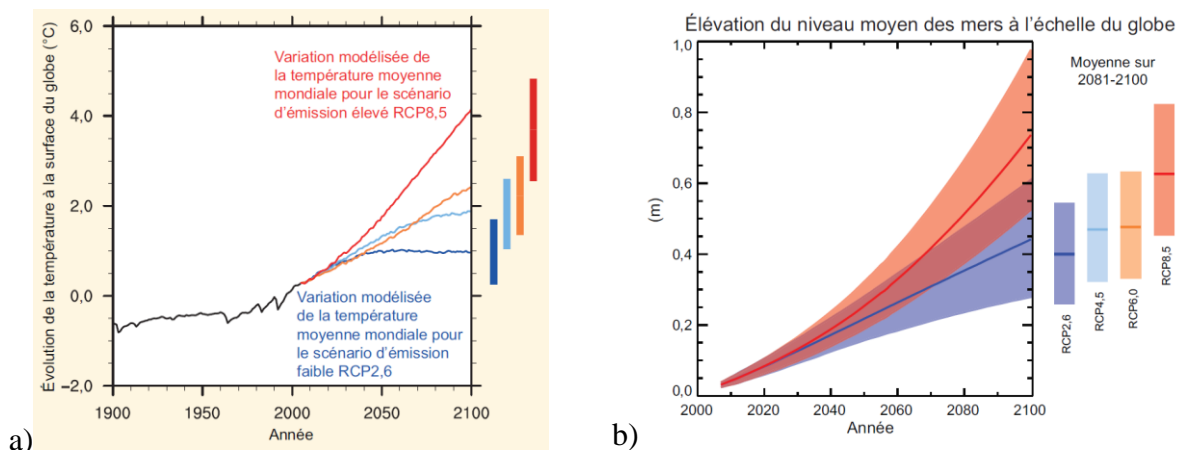 Évolution de la température à la surface du globe (°C)
6,0
4,0
2,0
0,0
–2,0
Variation modélisée de
la température moyenne
mondiale pour le scénario
d'émission élevé RCP8,5
Variation modélisée
de la température
moyenne mondiale pour
le scénario d'émission
faible RCP2,6
1900
1950
2000
2050
2100
Année
a)
Élévation du niveau moyen des mers à l'échelle du globe
(m)
1,0
0,8
0,6
0,4
0,2
0,0
2000
2020
2040
2060
2080
2100
Année
Moyenne sur
2081-2100
RCP2,6
RCP4,5
RCP6,0
RCP8,5
b)